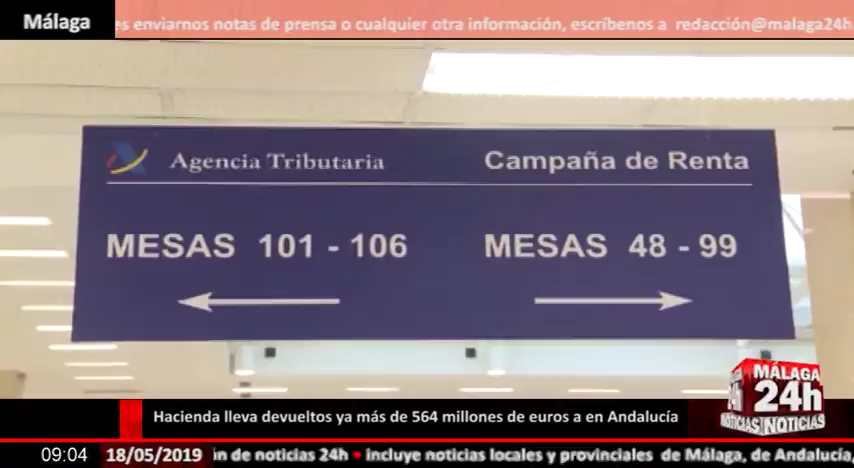 Málaga
es enviarnos notas de prensa o cualquier otra información, escríbenos a redacción@malaga24h
Agencia Tributaria
Campaña de Renta
MESAS 101 - 106
MESAS 48 - 99
MÁLAGA
24h
NOTICIAS NOTICIAS
Hacienda lleva devueltos ya más de 564 millones de euros a en Andalucía
09:04 18/05/2019 ón de noticias 24h • incluye noticias locales y provinciales de Málaga, de Andalucía,